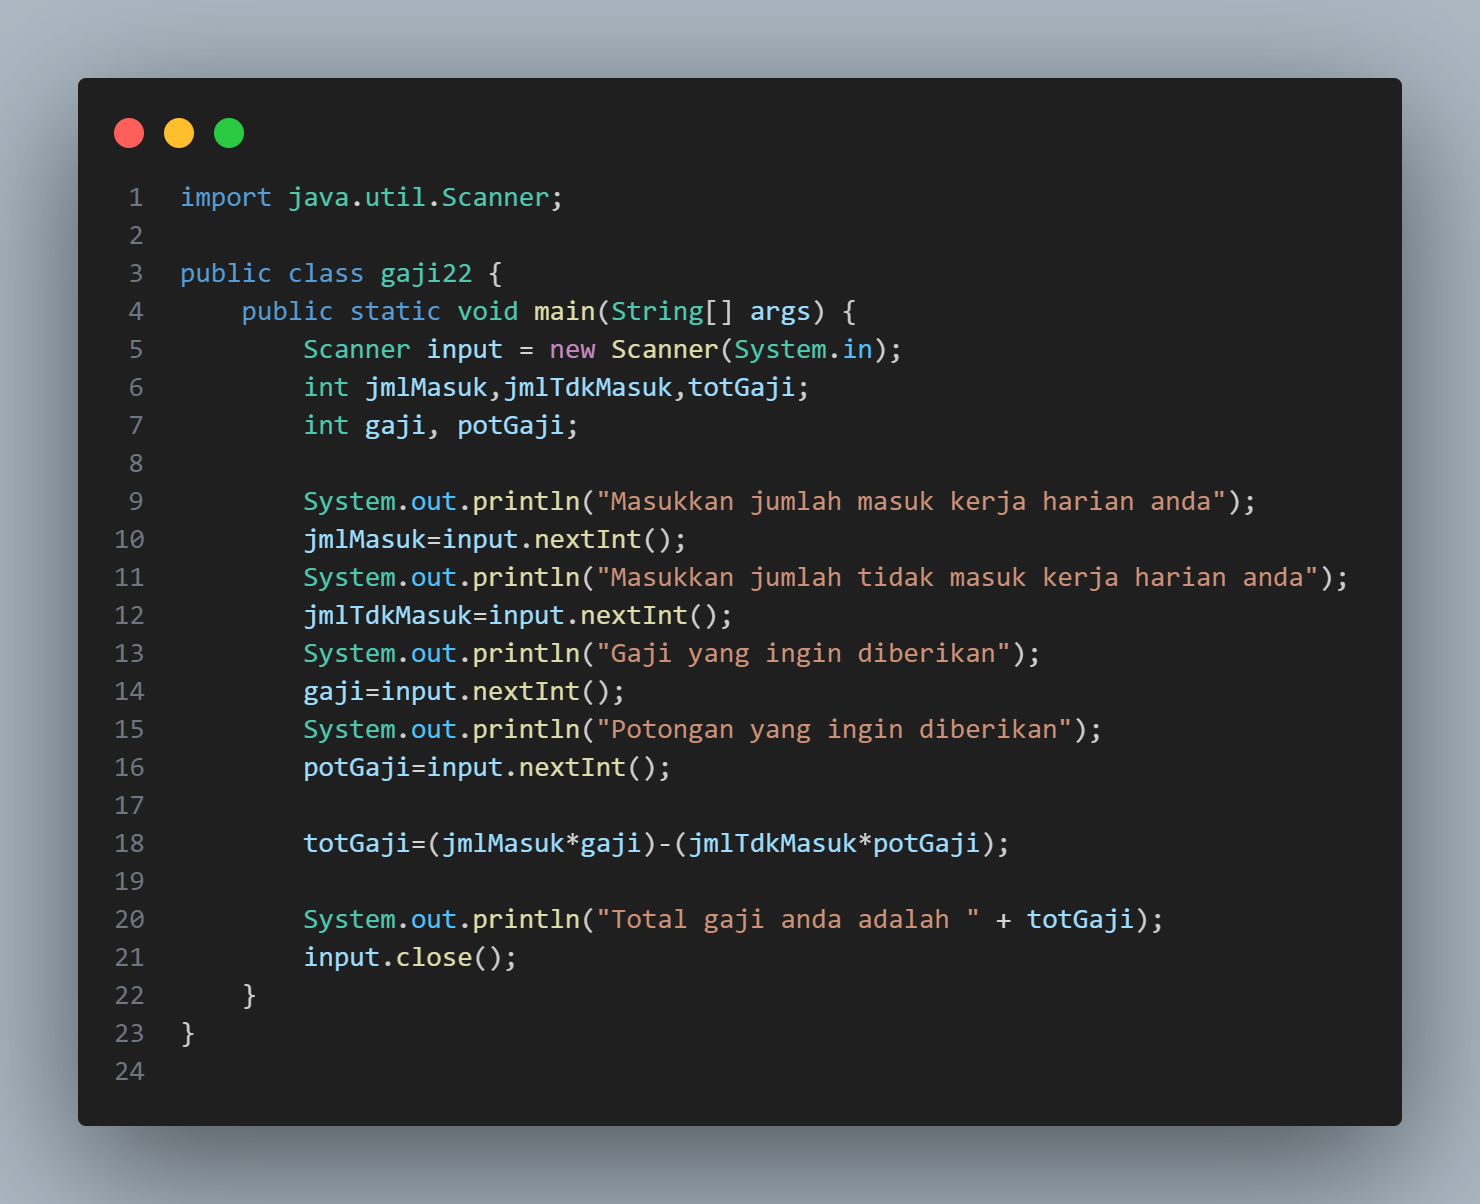 1 import java.util.Scanner;
2
3 public class gaji22 {
4     public static void main(String[] args) {
5         Scanner input = new Scanner(System.in);
6         int jmlMasuk,jmlTdkMasuk,totGaji;
7         int gaji, potGaji;
8
9         System.out.println("Masukkan jumlah masuk kerja harian anda");
10         jmlMasuk=input.nextInt();
11         System.out.println("Masukkan jumlah tidak masuk kerja harian anda");
12         jmlTdkMasuk=input.nextInt();
13         System.out.println("Gaji yang ingin diberikan");
14         gaji=input.nextInt();
15         System.out.println("Potongan yang ingin diberikan");
16         potGaji=input.nextInt();
17
18         totGaji=(jmlMasuk*gaji)-(jmlTdkMasuk*potGaji);
19
20         System.out.println("Total gaji anda adalah " + totGaji);
21         input.close();
22     }
23 }
24